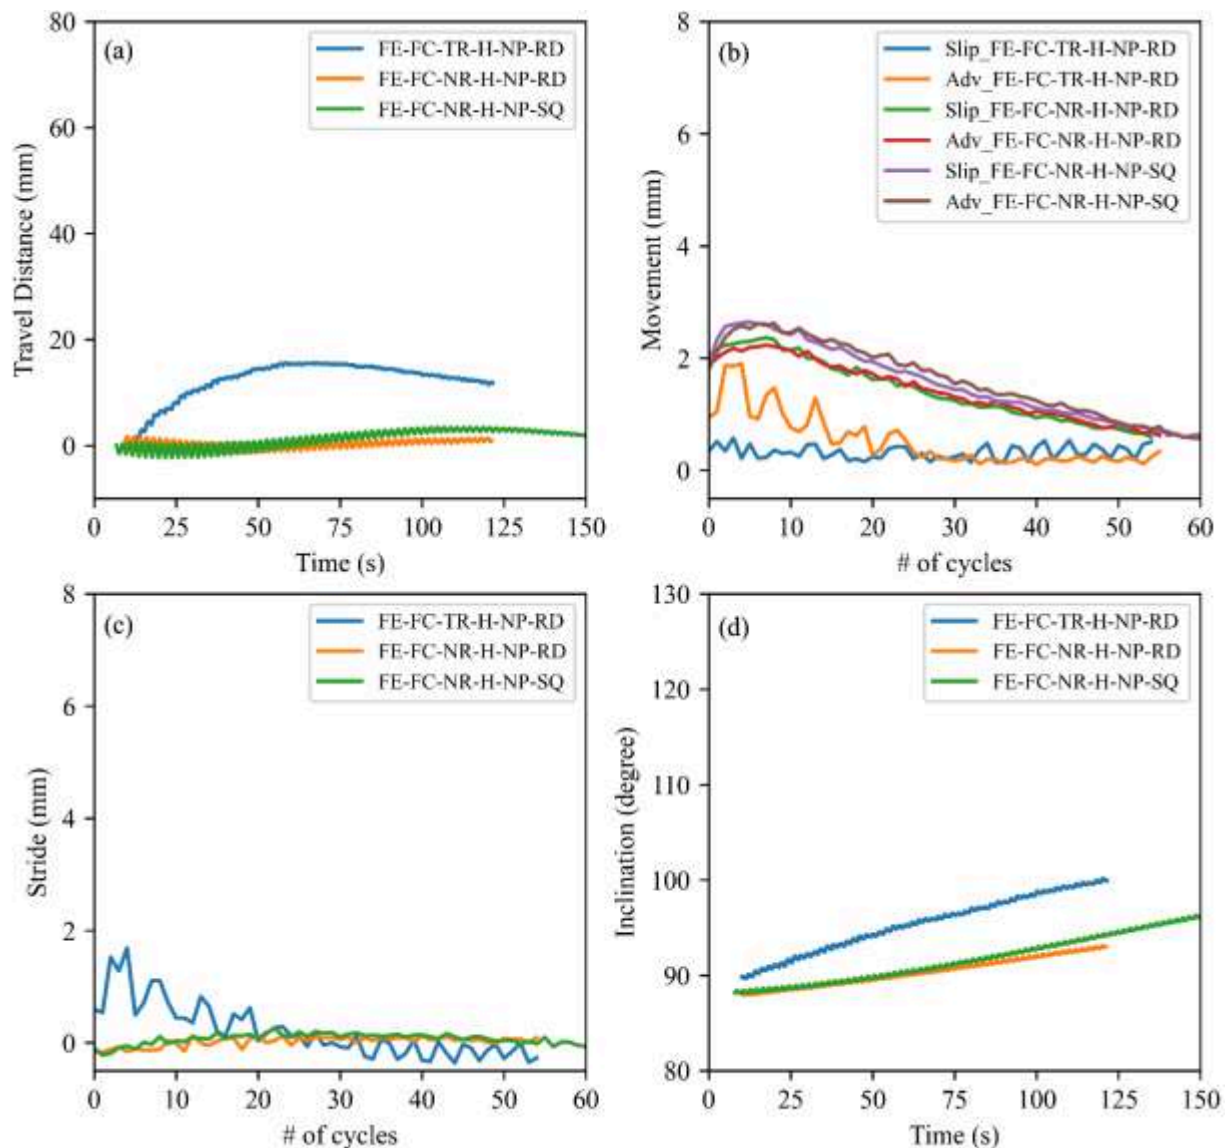 (a)
FE-FC-TR-H-NP-RD
FE-FC-NR-H-NP-RD
FE-FC-NR-H-NP-SQ
80
60
40
20
0
Travel Distance (mm)
0 25 50 75 100 125 150
Time (s)
(b)
Slip_FE-FC-TR-H-NP-RD
Adv_FE-FC-TR-H-NP-RD
Slip_FE-FC-NR-H-NP-RD
Adv_FE-FC-NR-H-NP-RD
Slip_FE-FC-NR-H-NP-SQ
Adv_FE-FC-NR-H-NP-SQ
8
6
4
2
0
Movement (mm)
0 10 20 30 40 50 60
# of cycles
(c)
FE-FC-TR-H-NP-RD
FE-FC-NR-H-NP-RD
FE-FC-NR-H-NP-SQ
8
6
4
2
0
Stride (mm)
0 10 20 30 40 50 60
# of cycles
(d)
FE-FC-TR-H-NP-RD
FE-FC-NR-H-NP-RD
FE-FC-NR-H-NP-SQ
130
120
110
100
90
80
Inclination (degree)
0 25 50 75 100 125 150
Time (s)